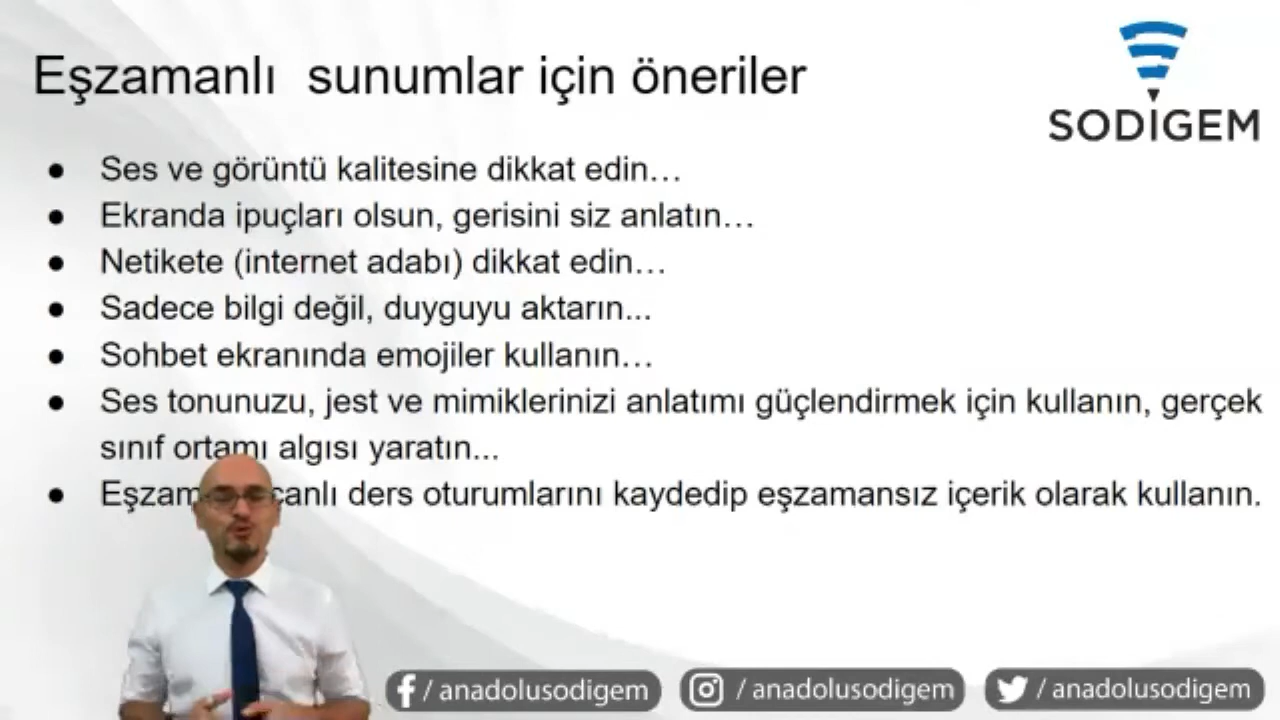 Eşzamanlı sunumlar için öneriler
SODİGEM
● Ses ve görüntü kalitesine dikkat edin…
● Ekranda ipuçları olsun, gerisini siz anlatın…
● Netikete (internet adabı) dikkat edin…
● Sadece bilgi değil, duyguyu aktarın...
● Sohbet ekranında emojiler kullanın…
● Ses tonunuzu, jest ve mimiklerinizi anlatımı güçlendirmek için kullanın, gerçek
sınıf ortamı algısı yaratın...
● canlı ders oturumlarını kaydedip eşzamansız içerik olarak kullanın.
/ anadolusodigem
/ anadolusodigem
/ anadolusodigem